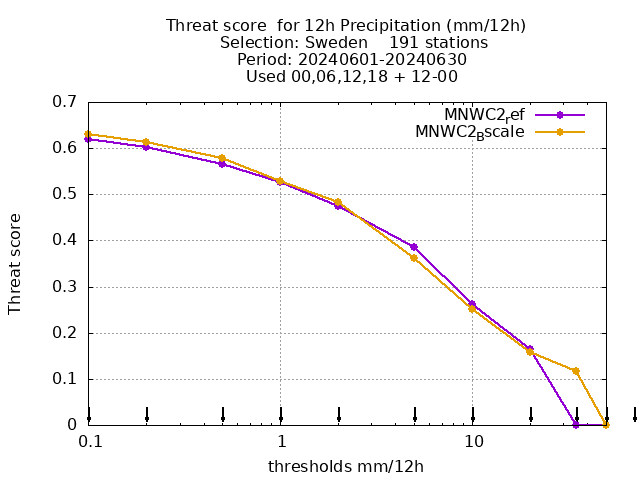 Threat score  for 12h Precipitation (mm/12h)
Selection: Sweden    191 stations
Period: 20240601-20240630
Used 00,06,12,18 + 12-00
MNWC2ref
MNWC2Bscale
0.7
0.6
0.5
0.4
0.3
0.2
0.1
0
Threat score
0.1 1 10
thresholds mm/12h